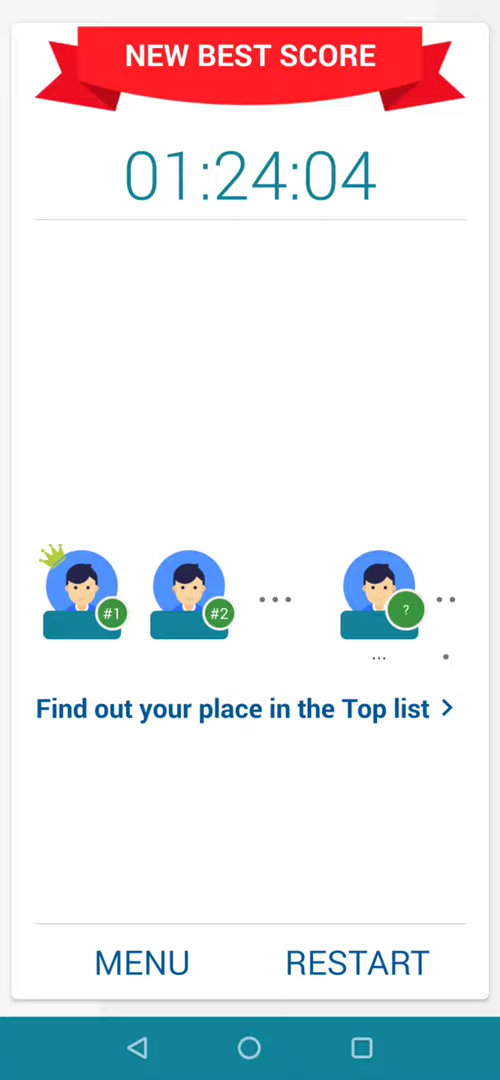 NEW BEST SCORE
01:24:04
#1 #2 ... ? ..
... .
Find out your place in the Top list >
MENU RESTART